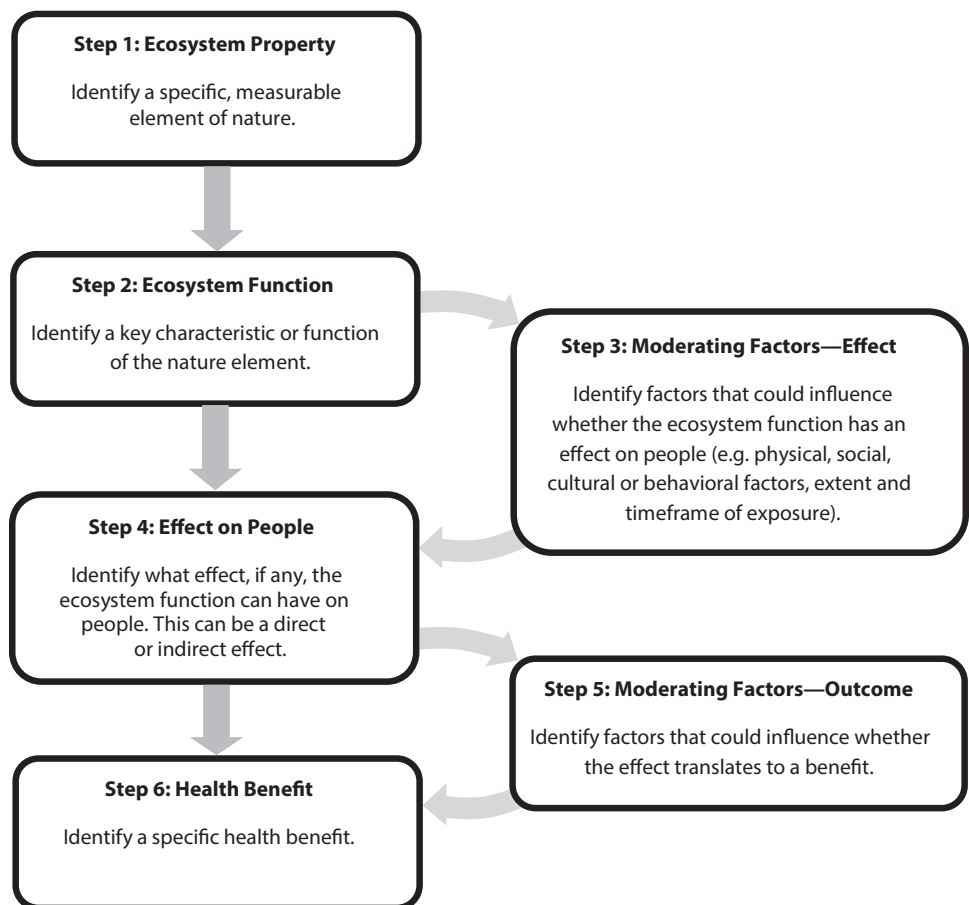 Step 1: Ecosystem Property
Identify a specific, measurable
element of nature.
Step 2: Ecosystem Function
Identify a key characteristic or function
of the nature element.
Step 3: Moderating Factors—Effect
Identify factors that could influence
whether the ecosystem function has an
effect on people (e.g. physical, social,
cultural or behavioral factors, extent and
timeframe of exposure).
Step 4: Effect on People
Identify what effect, if any, the
ecosystem function can have on
people. This can be a direct
or indirect effect.
Step 5: Moderating Factors—Outcome
Identify factors that could influence whether
the effect translates to a benefit.
Step 6: Health Benefit
Identify a specific health benefit.